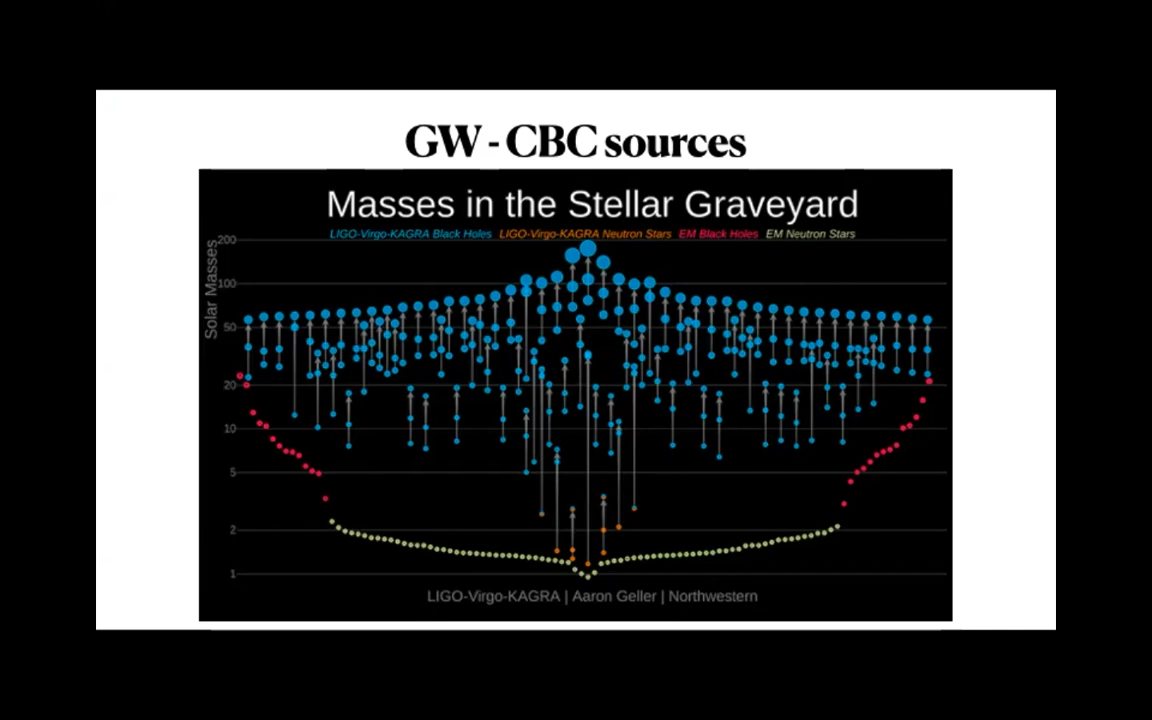 GW - CBC sources
Masses in the Stellar Graveyard
LIGO-Virgo-KAGRA Black Holes LIGO-Virgo-KAGRA Neutron Stars EM Black Holes EM Neutron Stars
Solar Masses
200
100
50
20
10
5
2
1
LIGO-Virgo-KAGRA | Aaron Geller | Northwestern